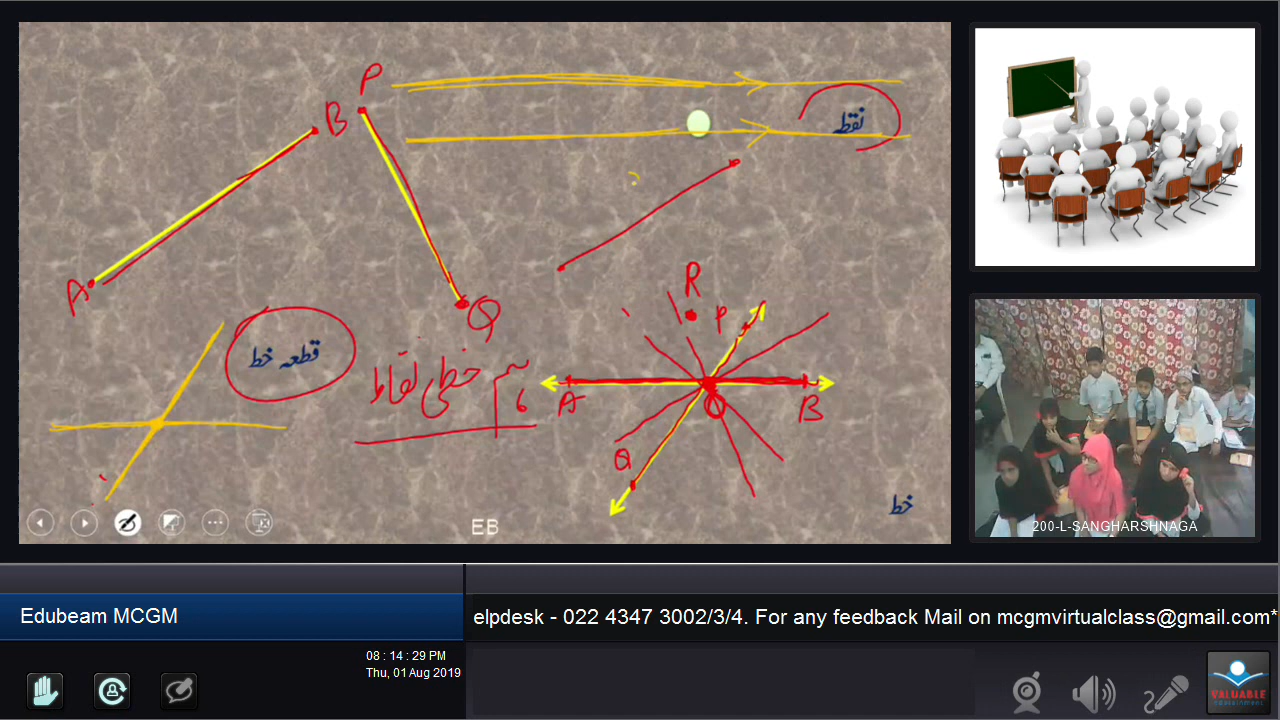 P
B
نقطہ
A
Q
R
P
قطعہ خط
ہم خطی نقاط
A
O
B
Q
خط
EB
200-L-SANGHARSHNAGA
Edubeam MCGM
elpdesk - 022 4347 3002/3/4. For any feedback Mail on mcgmvirtualclass@gmail.com*
08 : 14 : 29 PM
Thu, 01 Aug 2019
VALUABLE